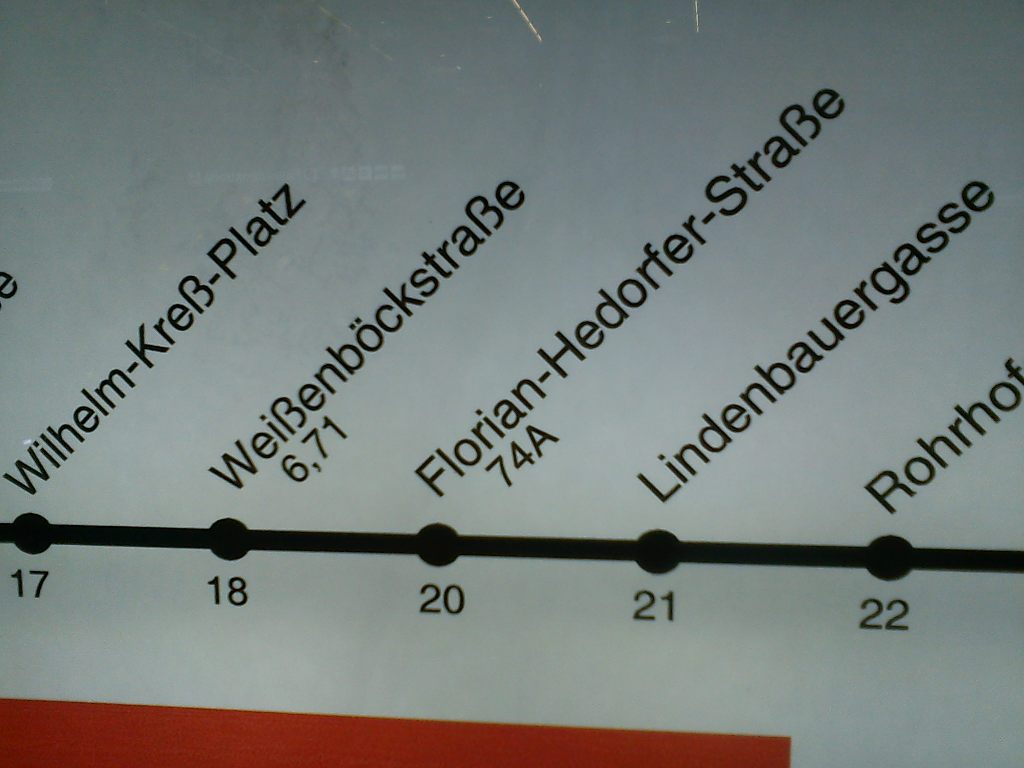 Wilhelm-Kreß-Platz
Weißenböckstraße
6,71
Florian-Hedorfer-Straße
74A
Lindenbauergasse
Rohrhof
17
18
20
21
22